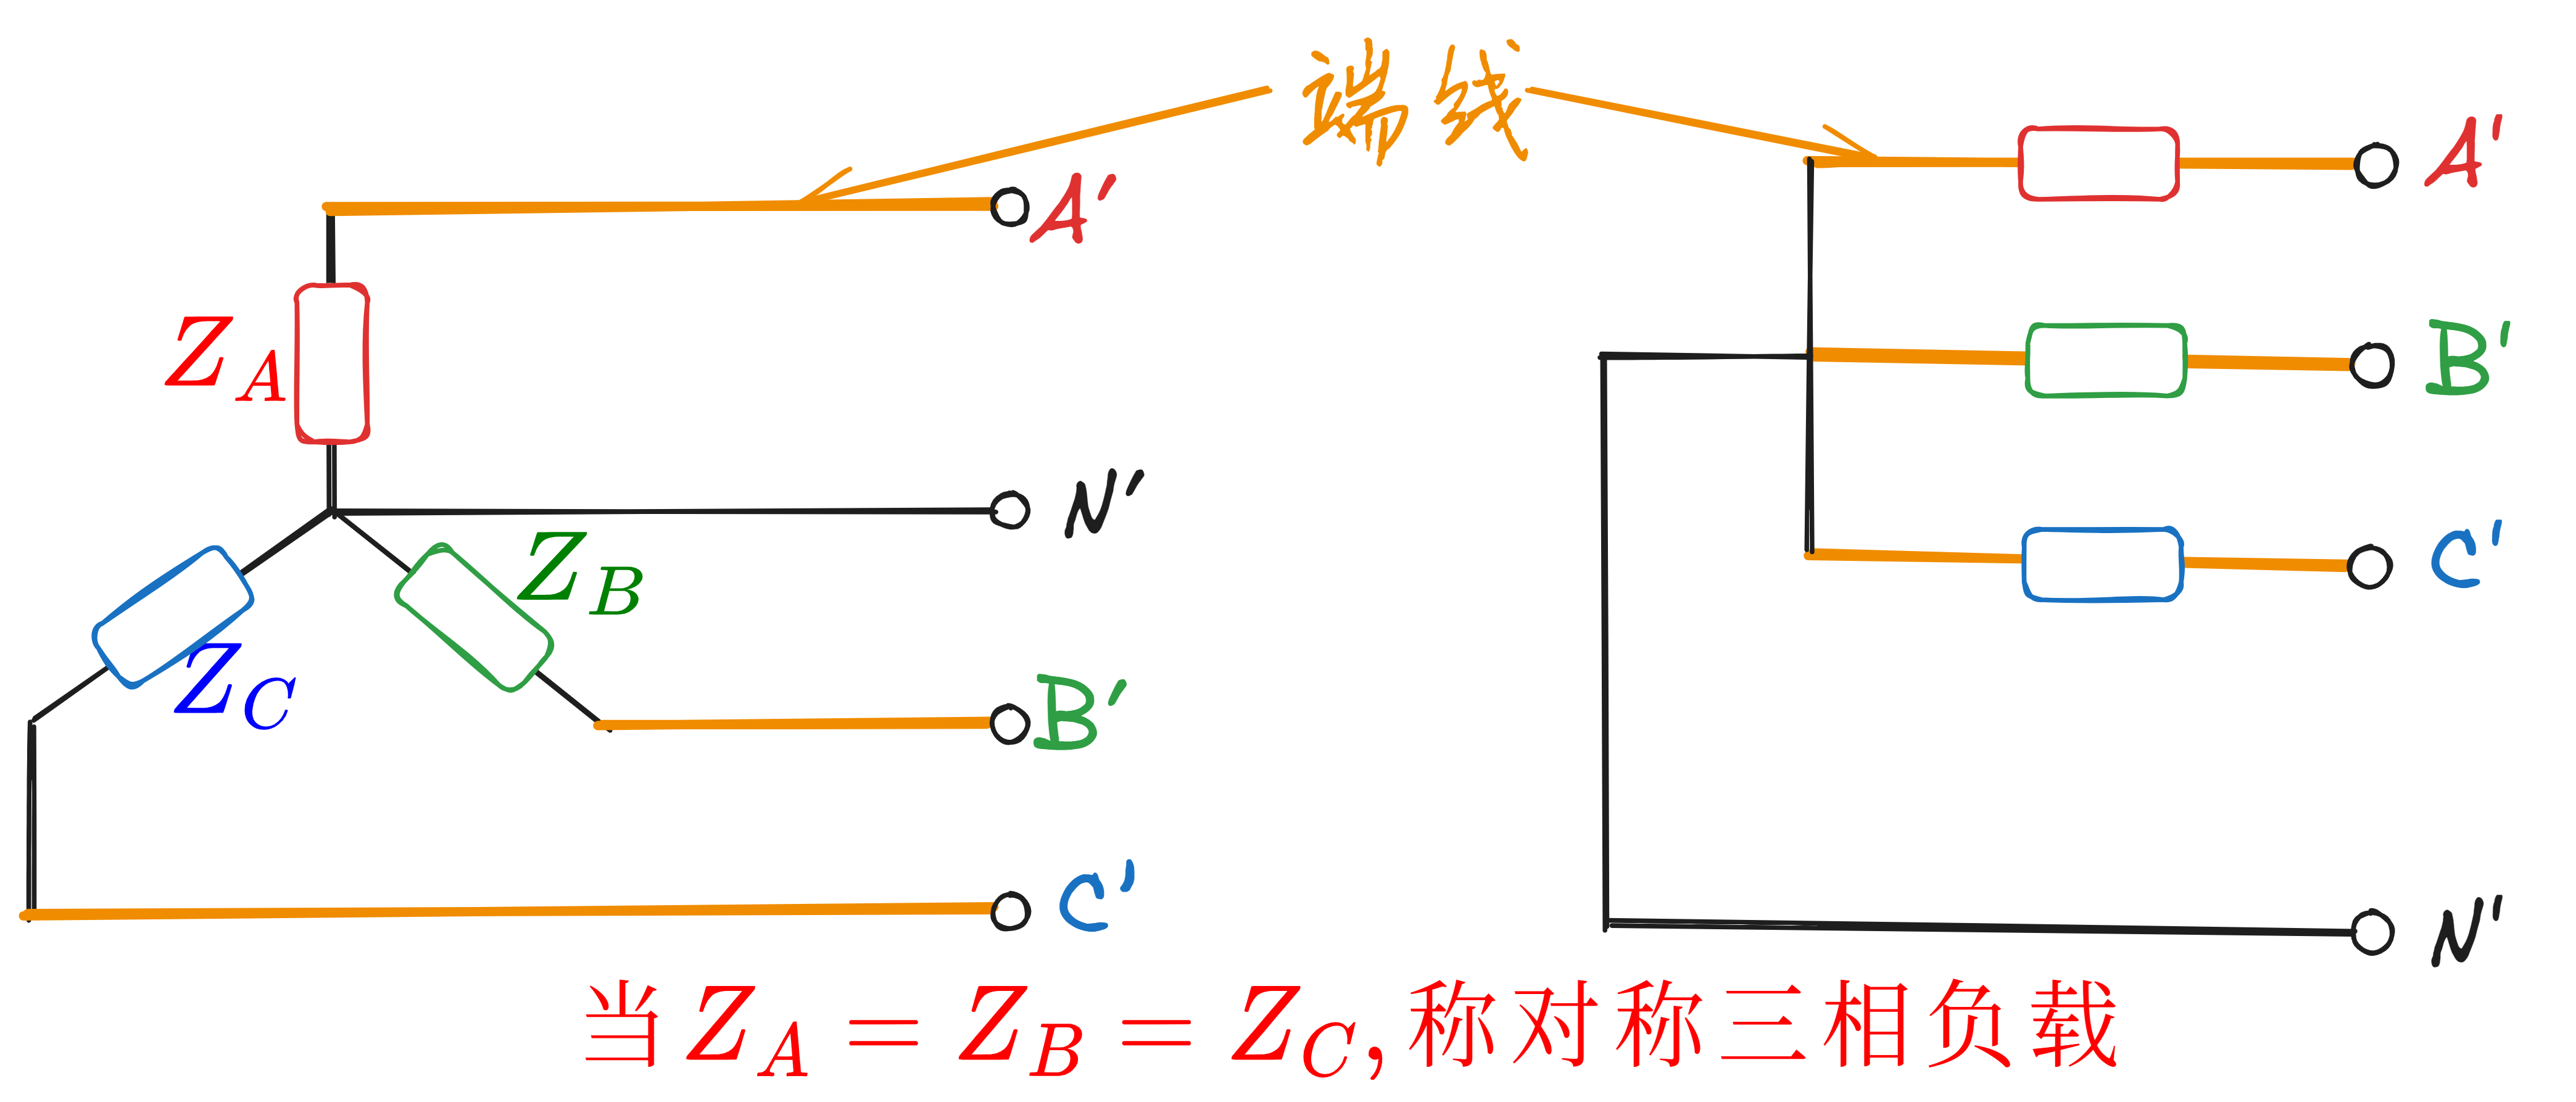 端线
A'
A'
Z_A
B'
N'
Z_B
C'
Z_C
B'
C'
N'
当 Z_A = Z_B = Z_C, 称对称三相负载